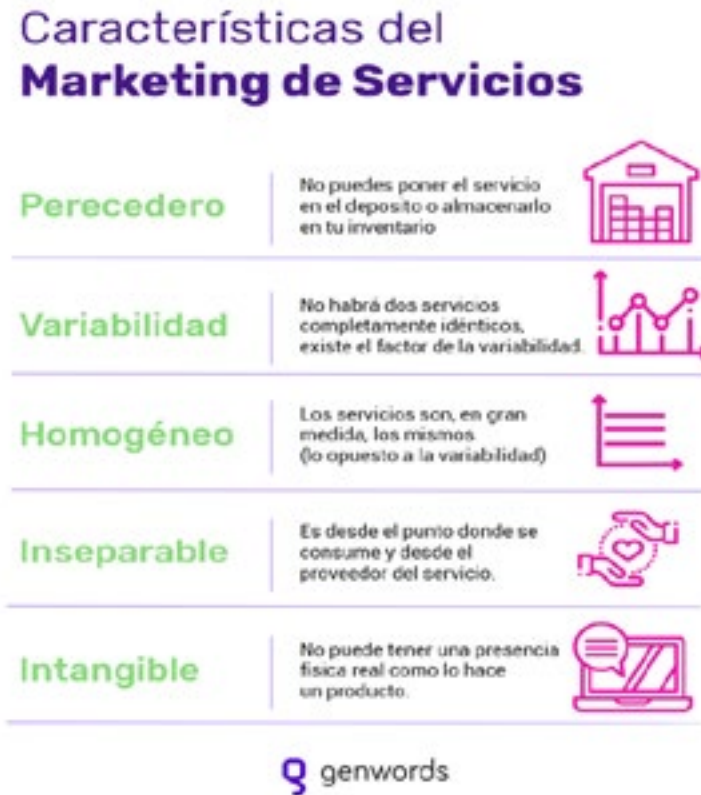 Características del
Marketing de Servicios
Perecedero
No puedes poner el servicio
en el deposito o almacenarlo
en tu inventario
Variabilidad
No habrá dos servicios
completamente idénticos,
existe el factor de la variabilidad.
Homogéneo
Los servicios son, en gran
medida, los mismos
(lo opuesto a la variabilidad)
Inseparable
Es desde el punto donde se
consume y desde el
proveedor del servicio.
Intangible
No puede tener una presencia
física real como lo hace
un producto.
genwords